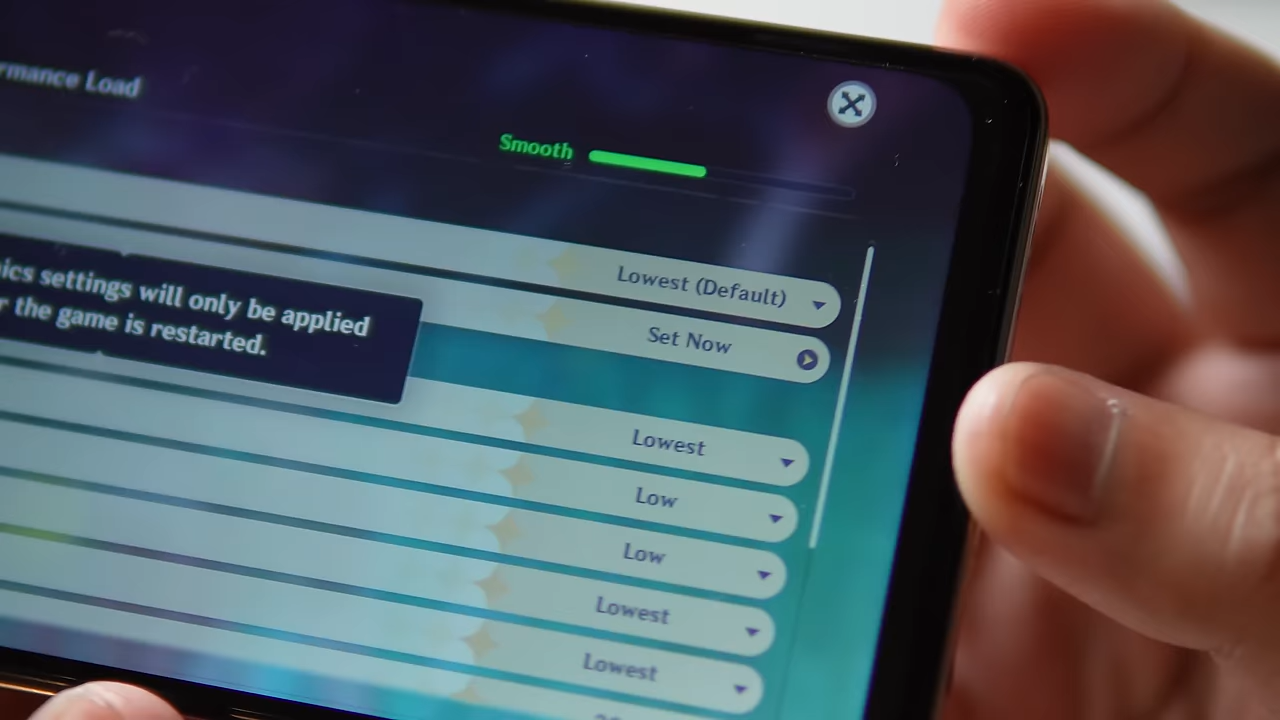 rmance Load
Smooth
Lowest (Default)
Set Now
ics settings will only be applied
r the game is restarted.
Lowest
Low
Low
Lowest
Lowest